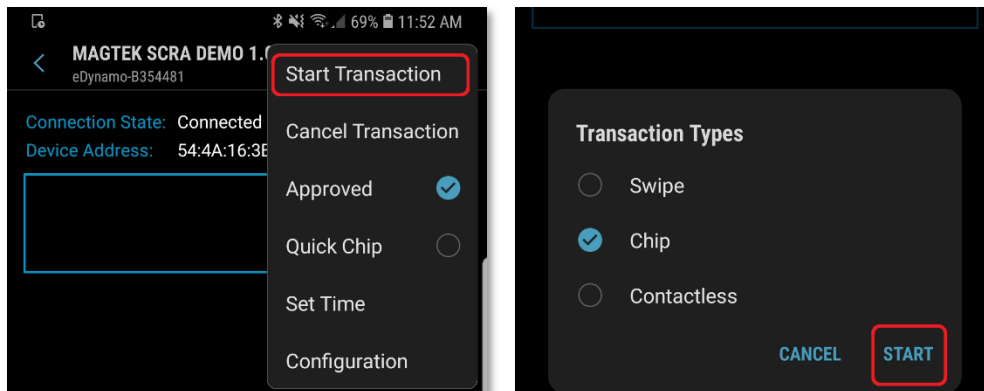 69% 11:52 AM
MAGTEK SCRA DEMO 1.
eDynamo-B354481
Connection State: Connected
Device Address: 54:4A:16:3
Start Transaction
Cancel Transaction
Approved
Quick Chip
Set Time
Configuration
Transaction Types
Swipe
Chip
Contactless
CANCEL START